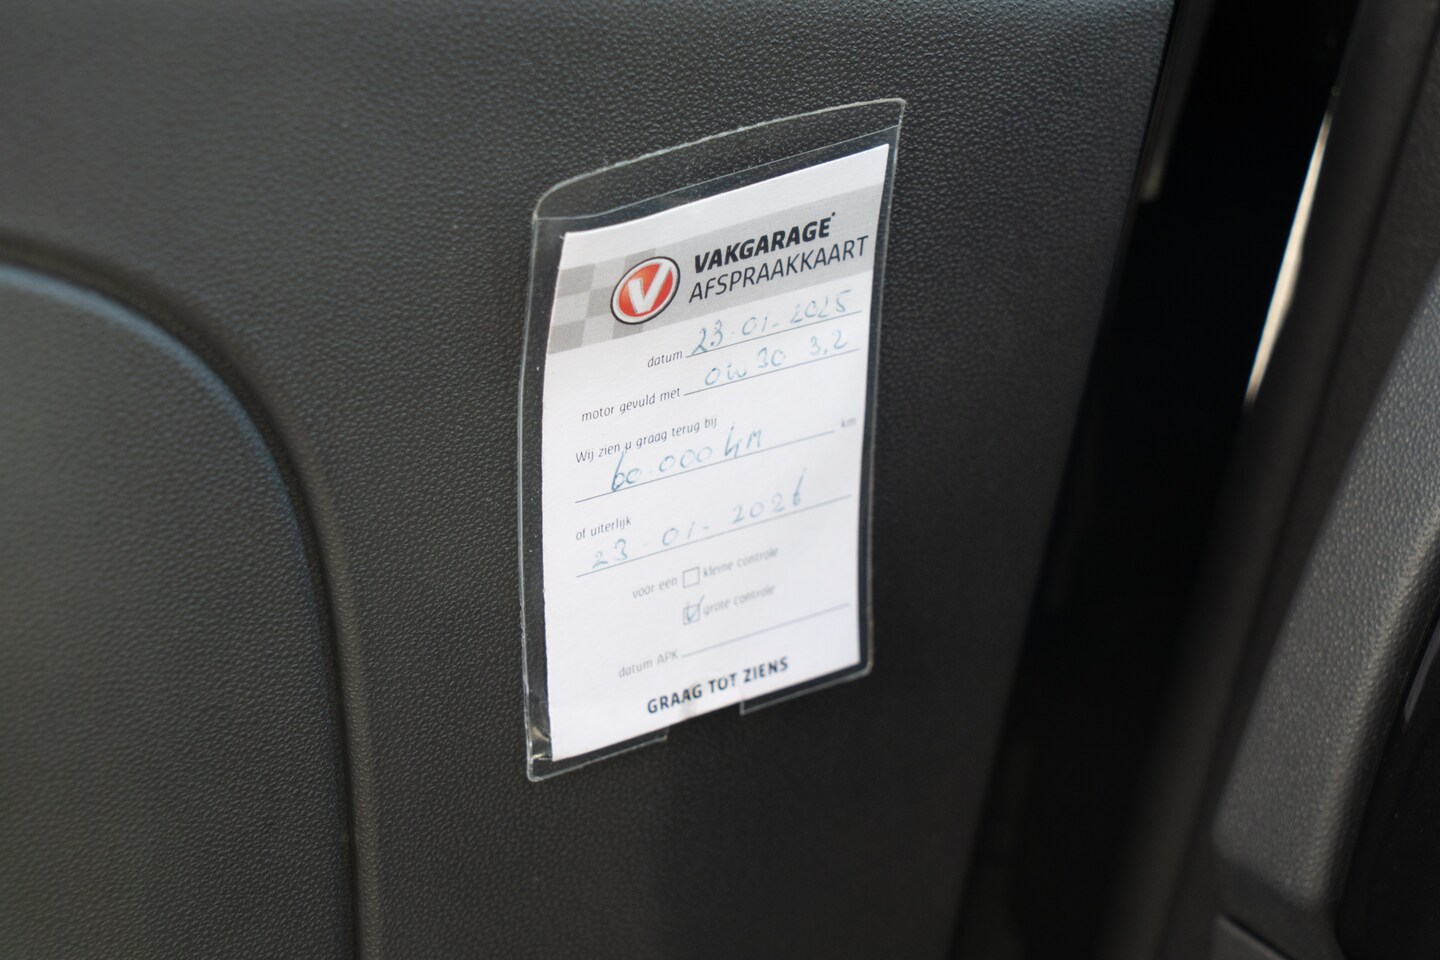 V
VAKGARAGE
AFSPRAAKKAART
datum 23-01-2025
motor gevuld met 0W30 3,2
Wij zien u graag terug bij
60.000 KM km
of uiterlijk
23-01-2026
voor een kleine controle
grote controle
datum APK
GRAAG TOT ZIENS